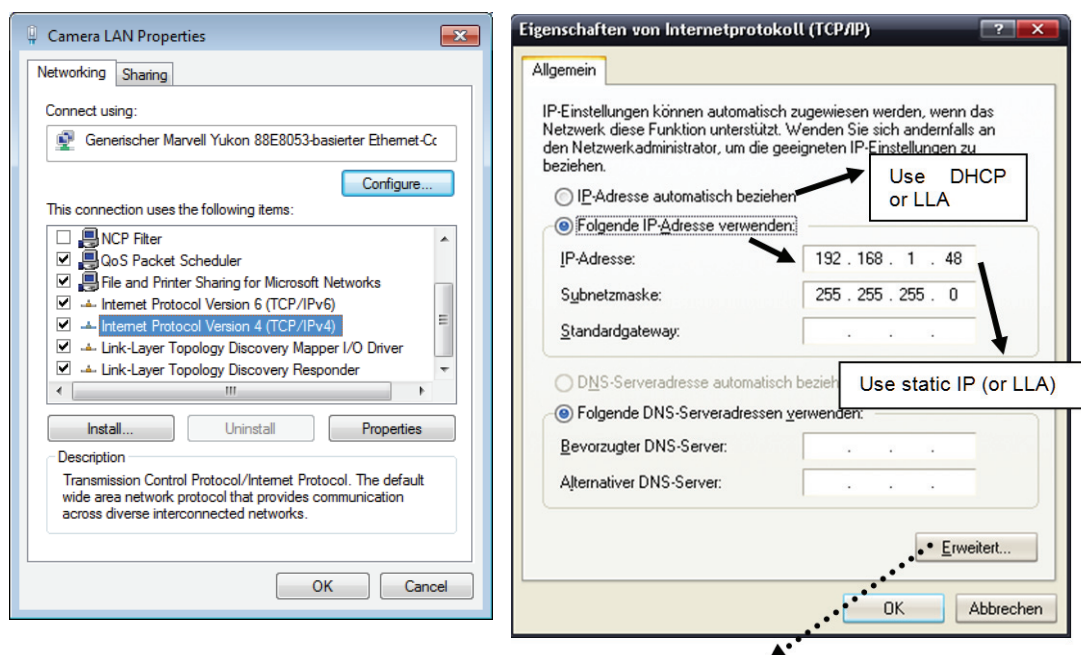 Camera LAN Properties
Networking
Sharing
Connect using:
Generischer Marvell Yukon 88E8053-basierter Ethernet-Cc
Configure...
This connection uses the following items:
NCP Filter
QoS Packet Scheduler
File and Printer Sharing for Microsoft Networks
Internet Protocol Version 6 (TCP/IPv6)
Internet Protocol Version 4 (TCP/IPv4)
Link-Layer Topology Discovery Mapper I/O Driver
Link-Layer Topology Discovery Responder
Install...
Uninstall
Properties
Description
Transmission Control Protocol/Internet Protocol. The default
wide area network protocol that provides communication
across diverse interconnected networks.
OK
Cancel
Eigenschaften von Internetprotokoll (TCP/IP)
Allgemein
IP-Einstellungen können automatisch zugewiesen werden, wenn das
Netzwerk diese Funktion unterstützt. Wenden Sie sich andernfalls an
den Netzwerkadministrator, um die geeigneten IP-Einstellungen zu
beziehen.
Use DHCP
or LLA
IP-Adresse automatisch beziehen
Folgende IP-Adresse verwenden:
IP-Adresse:
192 . 168 . 1 . 48
Subnetzmaske:
255 . 255 . 255 . 0
Standardgateway:
. . .
DNS-Serveradresse automatisch bezieh
Use static IP (or LLA)
Folgende DNS-Serveradressen verwenden:
Bevorzugter DNS-Server:
. . .
Alternativer DNS-Server:
. . .
Erweitert...
OK
Abbrechen